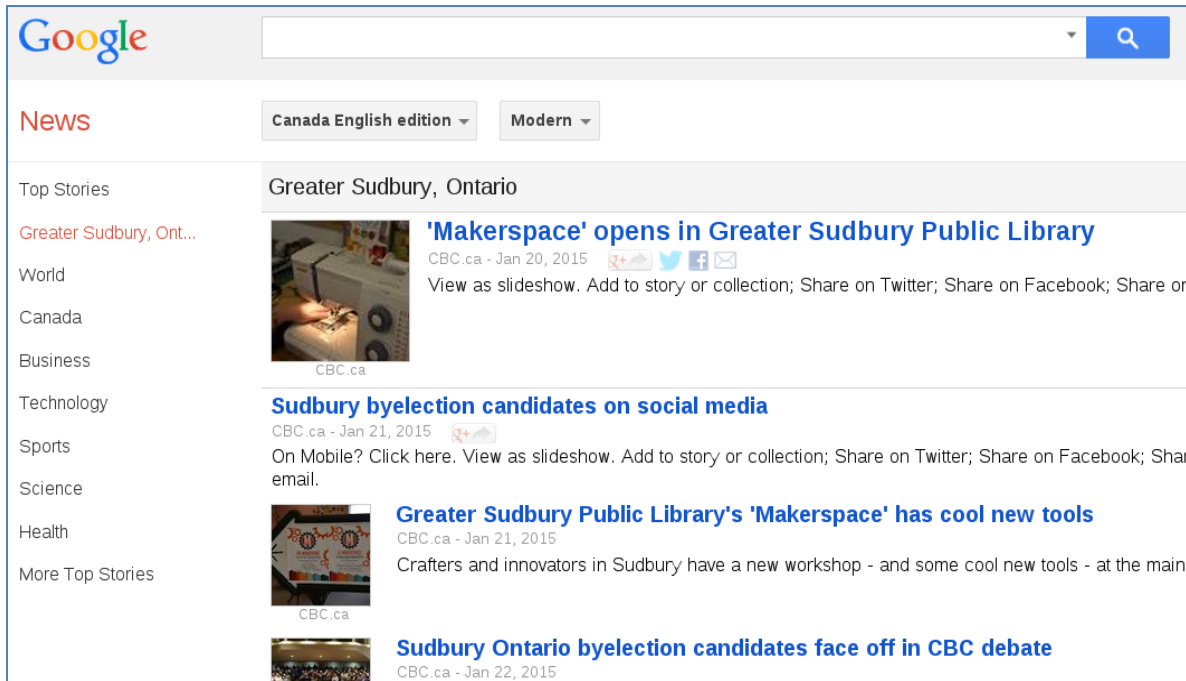 Google
News
Canada English edition
Modern
Top Stories
Greater Sudbury, Ont...
World
Canada
Business
Technology
Sports
Science
Health
More Top Stories
Greater Sudbury, Ontario
'Makerspace' opens in Greater Sudbury Public Library
CBC.ca - Jan 20, 2015
View as slideshow. Add to story or collection; Share on Twitter; Share on Facebook; Share or
CBC.ca
Sudbury byelection candidates on social media
CBC.ca - Jan 21, 2015
On Mobile? Click here. View as slideshow. Add to story or collection; Share on Twitter; Share on Facebook; Shar
email.
Greater Sudbury Public Library's 'Makerspace' has cool new tools
CBC.ca - Jan 21, 2015
Crafters and innovators in Sudbury have a new workshop - and some cool new tools - at the main
CBC.ca
Sudbury Ontario byelection candidates face off in CBC debate
CBC.ca - Jan 22, 2015